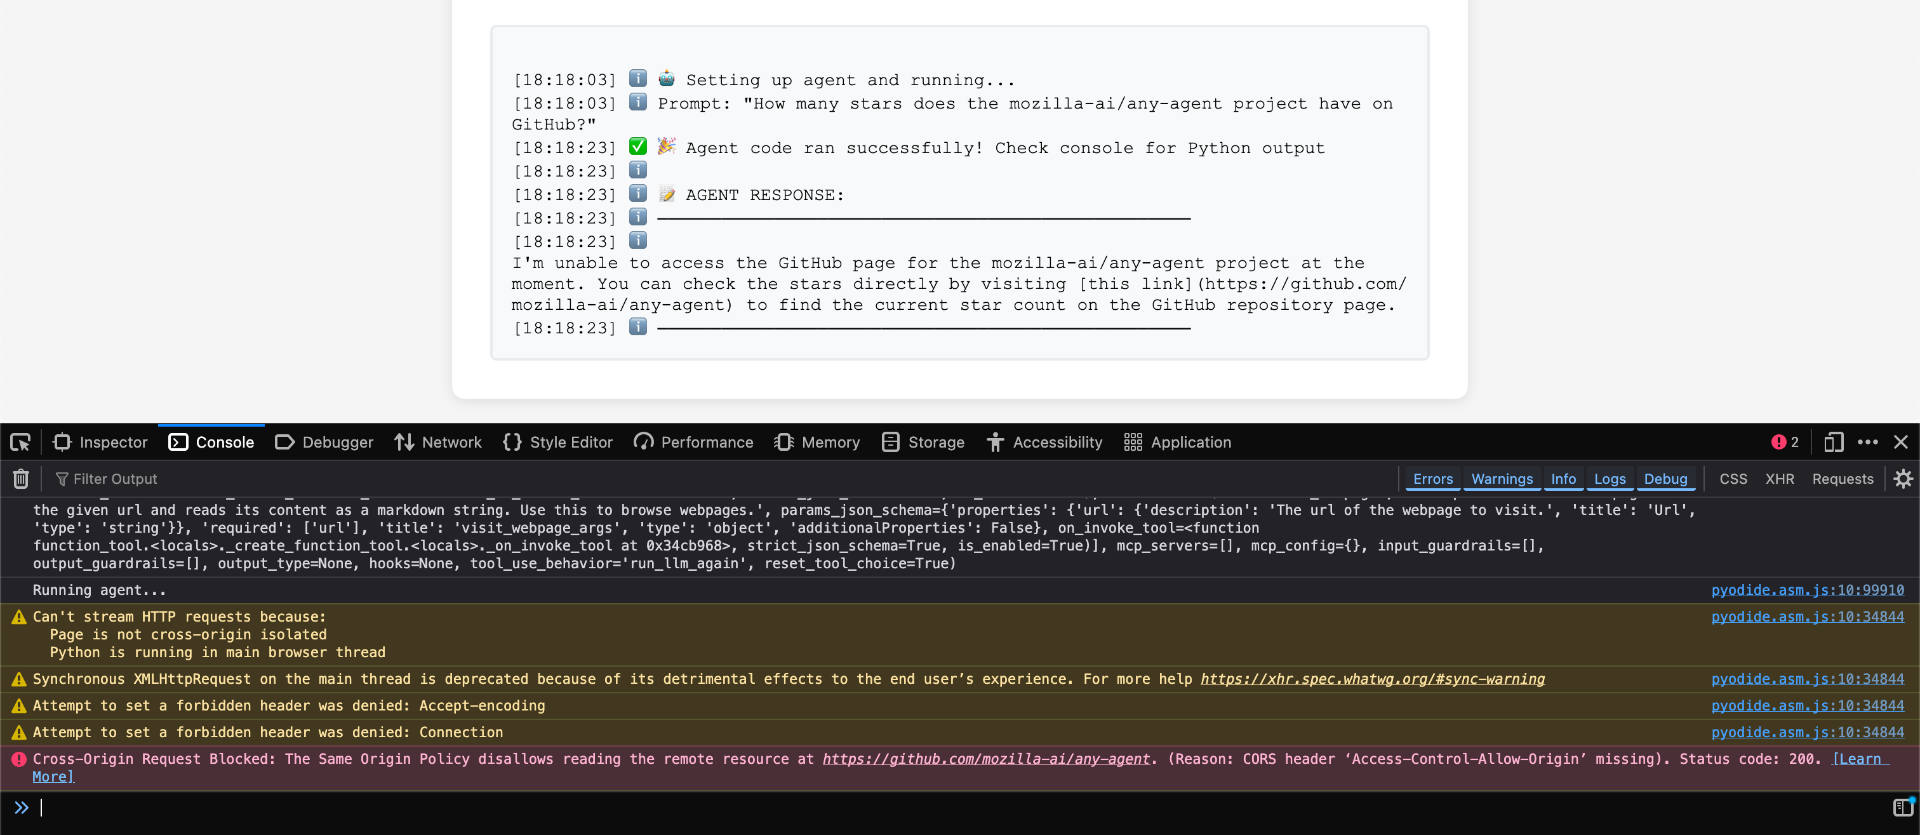 [18:18:03] ℹ️ 🤖 Setting up agent and running...
[18:18:03] ℹ️ Prompt: "How many stars does the mozilla-ai/any-agent project have on
GitHub?"
[18:18:23] ✅ 🎉 Agent code ran successfully! Check console for Python output
[18:18:23] ℹ️
[18:18:23] ℹ️ 📝 AGENT RESPONSE:
[18:18:23] ℹ️ ──────────────────────────────────────────────────
[18:18:23] ℹ️
I'm unable to access the GitHub page for the mozilla-ai/any-agent project at the
moment. You can check the stars directly by visiting [this link](https://github.com/
mozilla-ai/any-agent) to find the current star count on the GitHub repository page.
[18:18:23] ℹ️ ──────────────────────────────────────────────────
Inspector Console Debugger Network Style Editor Performance Memory Storage Accessibility Application 2
Filter Output Errors Warnings Info Logs Debug CSS XHR Requests
the given url and reads its content as a markdown string. Use this to browse webpages.', params_json_schema={'properties': {'url': {'description': 'The url of the webpage to visit.', 'title': 'Url',
'type': 'string'}}, 'required': ['url'], 'title': 'visit_webpage_args', 'type': 'object', 'additionalProperties': False}, on_invoke_tool=<function
function_tool.<locals>._create_function_tool.<locals>._on_invoke_tool at 0x34cb968>, strict_json_schema=True, is_enabled=True)], mcp_servers=[], mcp_config={}, input_guardrails=[],
output_guardrails=[], output_type=None, hooks=None, tool_use_behavior='run_llm_again', reset_tool_choice=True)
Running agent... pyodide.asm.js:10:99910
Can't stream HTTP requests because: pyodide.asm.js:10:34844
Page is not cross-origin isolated
Python is running in main browser thread
Synchronous XMLHttpRequest on the main thread is deprecated because of its detrimental effects to the end user’s experience. For more help https://xhr.spec.whatwg.org/#sync-warning pyodide.asm.js:10:34844
Attempt to set a forbidden header was denied: Accept-encoding pyodide.asm.js:10:34844
Attempt to set a forbidden header was denied: Connection pyodide.asm.js:10:34844
Cross-Origin Request Blocked: The Same Origin Policy disallows reading the remote resource at https://github.com/mozilla-ai/any-agent. (Reason: CORS header ‘Access-Control-Allow-Origin’ missing). Status code: 200. [Learn
More]